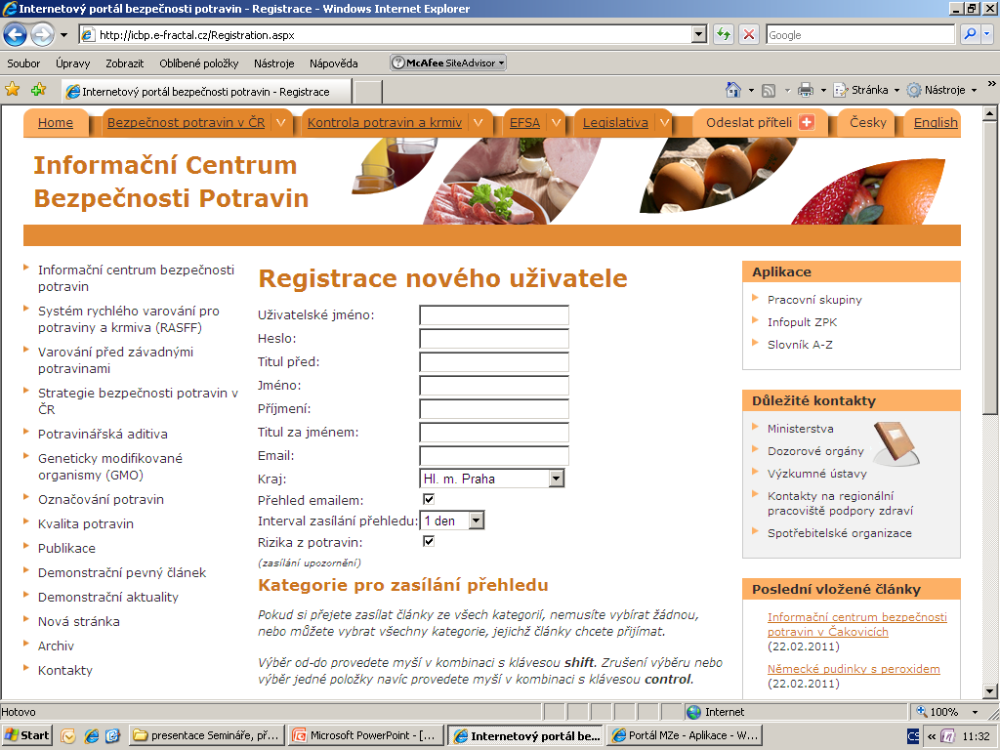 Internetový portál bezpečnosti potravin - Registrace - Windows Internet Explorer
http://icbp.e-fractal.cz/Registration.aspx
Google
Soubor Úpravy Zobrazit Oblíbené položky Nástroje Nápověda
McAfee SiteAdvisor
Internetový portál bezpečnosti potravin - Registrace
Stránka Nástroje »
Home Bezpečnost potravin v ČR Kontrola potravin a krmiv EFSA Legislativa Odeslat příteli Česky English
Informační Centrum
Bezpečnosti Potravin
Informační centrum bezpečnosti
potravin
Systém rychlého varování pro
potraviny a krmiva (RASFF)
Varování před závadnými
potravinami
Strategie bezpečnosti potravin v
ČR
Potravinářská aditiva
Geneticky modifikované
organismy (GMO)
Označování potravin
Kvalita potravin
Publikace
Demonstrační pevný článek
Demonstrační aktuality
Nová stránka
Archiv
Kontakty
Registrace nového uživatele
Uživatelské jméno:
Heslo:
Titul před:
Jméno:
Příjmení:
Titul za jménem:
Email:
Kraj: Hl. m. Praha
Přehled emailem:
Interval zasílání přehledu: 1 den
Rizika z potravin:
(zasílání upozornění)
Kategorie pro zasílání přehledu
Pokud si přejete zasílat články ze všech kategorií, nemusíte vybírat žádnou,
nebo můžete vybrat všechny kategorie, jejichž články chcete přijímat.
Výběr od-do provedete myší v kombinaci s klávesou shift. Zrušení výběru nebo
výběr jedné položky navíc provedete myší v kombinaci s klávesou control.
Aplikace
Pracovní skupiny
Infopult ZPK
Slovník A-Z
Důležité kontakty
Ministerstva
Dozorové orgány
Výzkumné ústavy
Kontakty na regionální
pracoviště podpory zdraví
Spotřebitelské organizace
Poslední vložené články
Informační centrum bezpečnosti
potravin v Čakovicích
(22.02.2011)
Německé pudinky s peroxidem
(22.02.2011)
Hotovo Internet 100%
Start presentace Semináře, př... Microsoft PowerPoint - [... Internetový portál be... Portál MZe - Aplikace - W... CS « 11:32